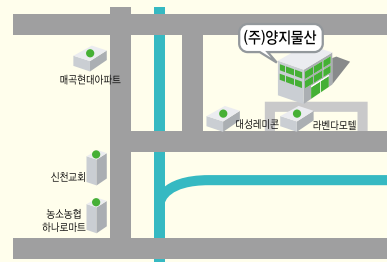 (주)양지물산
매곡현대아파트
대성레미콘
라벤다모텔
신천교회
농소농협
하나로마트